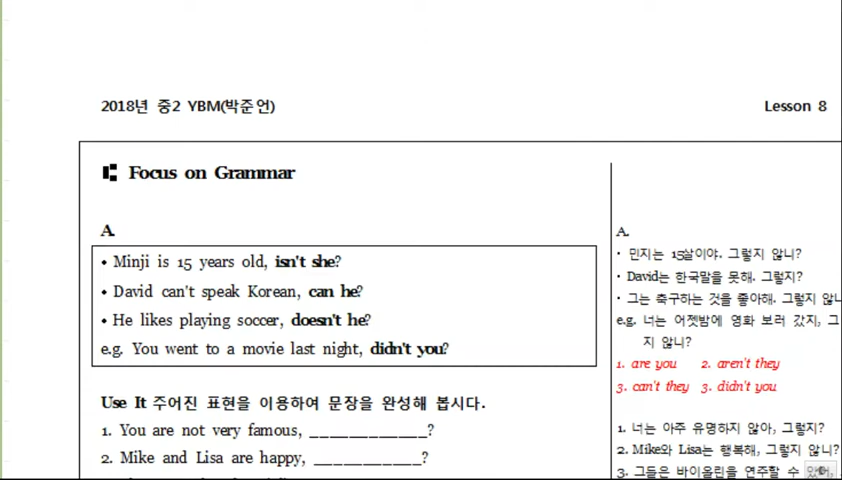 2018년 중2 YBM(박준언)
Lesson 8
Focus on Grammar
A.
• Minji is 15 years old, isn't she?
• David can't speak Korean, can he?
• He likes playing soccer, doesn't he?
e.g. You went to a movie last night, didn't you?
Use It 주어진 표현을 이용하여 문장을 완성해 봅시다.
1. You are not very famous, ____________?
2. Mike and Lisa are happy, ___________?
A.
· 민지는 15살이야. 그렇지 않니?
· David는 한국말을 못해. 그렇지?
· 그는 축구하는 것을 좋아해. 그렇지 않니
e.g. 너는 어젯밤에 영화 보러 갔지, 그
지 않니?
1. are you 2. aren't they
3. can't they 3. didn't you
1. 너는 아주 유명하지 않아, 그렇지?
2. Mike와 Lisa는 행복해, 그렇지 않니?
3. 그들은 바이올린을 연주할 수